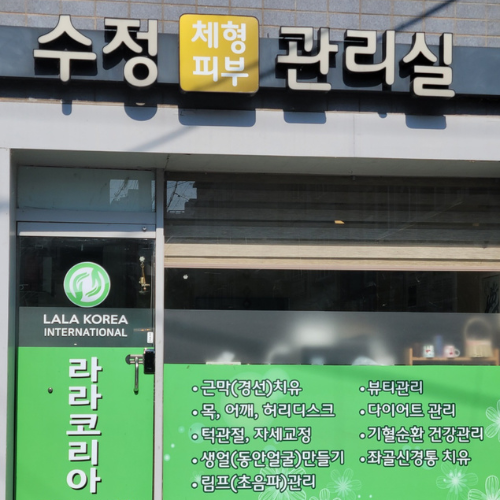 수정 체형 피부 관리실
LALA KOREA
INTERNATIONAL
라라코리아
•근막(경선)치유
•목, 어깨, 허리디스크
•턱관절, 자세교정
•생얼(동안얼굴)만들기
•림프(초음파)관리
•뷰티관리
•다이어트 관리
•기혈순환 건강관리
•좌골신경통 치유